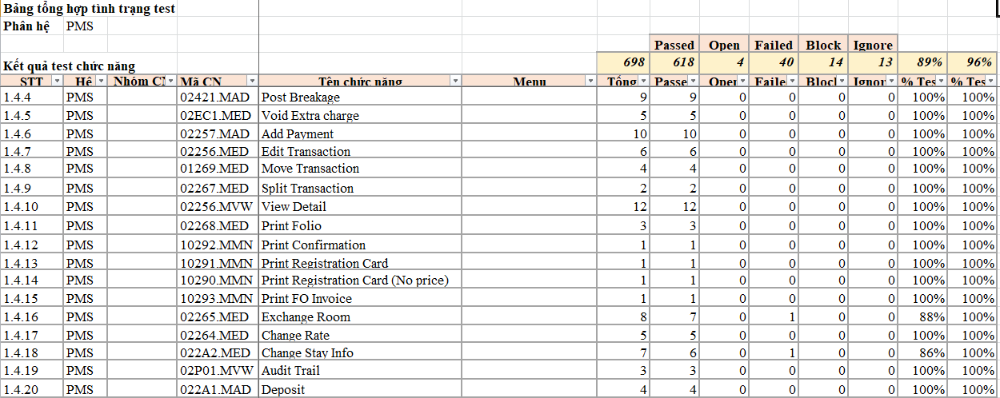 Bảng tổng hợp tình trạng test
Phân hệ PMS
Passed Open Failed Block Ignore
Kết quả test chức năng 698 618 4 40 14 13 89% 96%
STT Hệ Nhóm CN Mã CN Tên chức năng Menu Tổng Passe Open Faile Block Ignor % Tes % Tes
1.4.4 PMS 02421.MAD Post Breakage 9 9 0 0 0 0 100% 100%
1.4.5 PMS 02EC1.MED Void Extra charge 5 5 0 0 0 0 100% 100%
1.4.6 PMS 02257.MAD Add Payment 10 10 0 0 0 0 100% 100%
1.4.7 PMS 02256.MED Edit Transaction 6 6 0 0 0 0 100% 100%
1.4.8 PMS 01269.MED Move Transaction 4 4 0 0 0 0 100% 100%
1.4.9 PMS 02267.MED Split Transaction 2 2 0 0 0 0 100% 100%
1.4.10 PMS 02256.MVW View Detail 12 12 0 0 0 0 100% 100%
1.4.11 PMS 02268.MED Print Folio 3 3 0 0 0 0 100% 100%
1.4.12 PMS 10292.MMN Print Confirmation 1 1 0 0 0 0 100% 100%
1.4.13 PMS 10291.MMN Print Registration Card 1 1 0 0 0 0 100% 100%
1.4.14 PMS 10290.MMN Print Registration Card (No price) 1 1 0 0 0 0 100% 100%
1.4.15 PMS 10293.MMN Print FO Invoice 1 1 0 0 0 0 100% 100%
1.4.16 PMS 02265.MED Exchange Room 8 7 0 1 0 0 88% 100%
1.4.17 PMS 02264.MED Change Rate 5 5 0 0 0 0 100% 100%
1.4.18 PMS 022A2.MED Change Stay Info 7 6 0 1 0 0 86% 100%
1.4.19 PMS 02P01.MVW Audit Trail 3 3 0 0 0 0 100% 100%
1.4.20 PMS 022A1.MAD Deposit 4 4 0 0 0 0 100% 100%